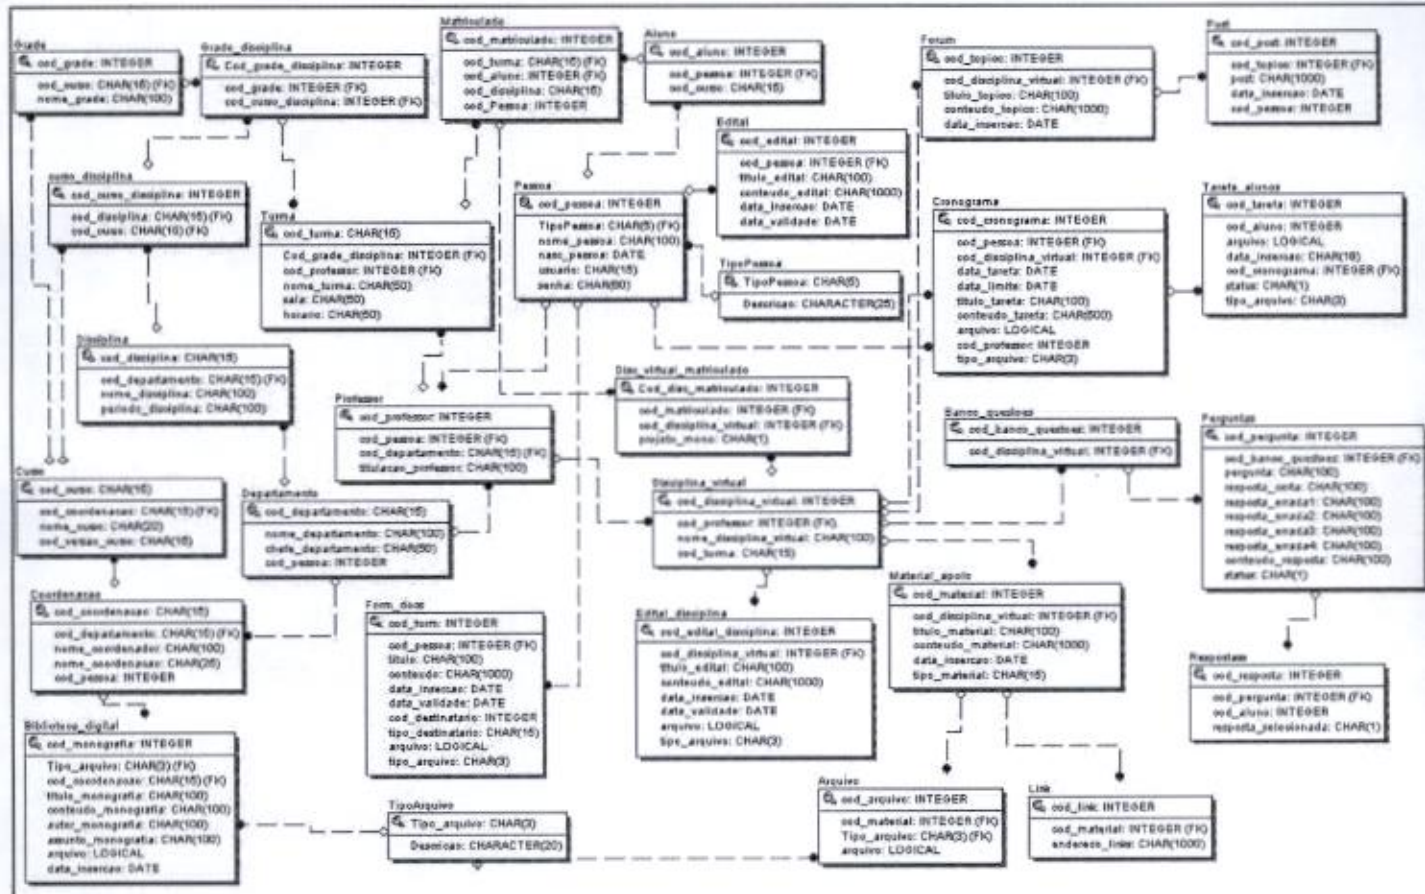 Grade
cod_grade: INTEGER
cod_curso: CHAR(15) (FK)
nome_grade: CHAR(100)
Grade_disciplina
Cod_grade_disciplina: INTEGER
cod_grade: INTEGER (FK)
cod_curso_disciplina: INTEGER (FK)
Matriculado
cod_matriculado: INTEGER
cod_turma: CHAR(15) (FK)
cod_aluno: INTEGER (FK)
cod_disciplina: CHAR(15)
cod_Pessoa: INTEGER
Aluno
cod_aluno: INTEGER
cod_pessoa: INTEGER (FK)
cod_curso: CHAR(15)
Forum
cod_topico: INTEGER
cod_disciplina_virtual: INTEGER (FK)
titulo_topico: CHAR(100)
conteudo_topico: CHAR(1000)
data_insercao: DATE
Post
cod_post: INTEGER
cod_topico: INTEGER (FK)
post: CHAR(1000)
data_insercao: DATE
cod_pessoa: INTEGER
Edital
cod_edital: INTEGER
cod_pessoa: INTEGER (FK)
titulo_edital: CHAR(100)
conteudo_edital: CHAR(1000)
data_insercao: DATE
data_validade: DATE
curso_disciplina
cod_curso_disciplina: INTEGER
cod_disciplina: CHAR(15) (FK)
cod_curso: CHAR(15) (FK)
Turma
cod_turma: CHAR(15)
Cod_grade_disciplina: INTEGER (FK)
cod_professor: INTEGER (FK)
nome_turma: CHAR(50)
sala: CHAR(50)
horario: CHAR(50)
Pessoa
cod_pessoa: INTEGER
TipoPessoa: CHAR(5) (FK)
nome_pessoa: CHAR(100)
nasc_pessoa: DATE
usuario: CHAR(15)
senha: CHAR(60)
TipoPessoa
TipoPessoa: CHAR(5)
Descricao: CHARACTER(25)
Cronograma
cod_cronograma: INTEGER
cod_pessoa: INTEGER (FK)
cod_disciplina_virtual: INTEGER (FK)
data_tarefa: DATE
data_limite: DATE
titulo_tarefa: CHAR(100)
conteudo_tarefa: CHAR(500)
arquivo: LOGICAL
cod_professor: INTEGER
tipo_arquivo: CHAR(3)
Tarefa_alunos
cod_tarefa: INTEGER
cod_aluno: INTEGER
arquivo: LOGICAL
data_insercao: CHAR(18)
cod_cronograma: INTEGER (FK)
status: CHAR(1)
tipo_arquivo: CHAR(3)
Disciplina
cod_disciplina: CHAR(15)
cod_departamento: CHAR(15) (FK)
nome_disciplina: CHAR(100)
periodo_disciplina: CHAR(100)
Professor
cod_professor: INTEGER
cod_pessoa: INTEGER (FK)
cod_departamento: CHAR(15) (FK)
titulacao_professor: CHAR(100)
Disc_virtual_matriculado
Cod_disc_matriculado: INTEGER
cod_matriculado: INTEGER (FK)
cod_disciplina_virtual: INTEGER (FK)
projeto_mono: CHAR(1)
Banco_questoes
cod_banco_questoes: INTEGER
cod_disciplina_virtual: INTEGER (FK)
Perguntas
cod_pergunta: INTEGER
cod_banco_questoes: INTEGER (FK)
pergunta: CHAR(100)
resposta_certa: CHAR(100)
resposta_errada1: CHAR(100)
resposta_errada2: CHAR(100)
resposta_errada3: CHAR(100)
resposta_errada4: CHAR(100)
conteudo_resposta: CHAR(100)
status: CHAR(1)
Curso
cod_curso: CHAR(15)
cod_coordenacao: CHAR(15) (FK)
nome_curso: CHAR(20)
cod_versao_curso: CHAR(15)
Departamento
cod_departamento: CHAR(15)
nome_departamento: CHAR(100)
chefe_departamento: CHAR(50)
cod_pessoa: INTEGER
Disciplina_virtual
cod_disciplina_virtual: INTEGER
cod_professor: INTEGER (FK)
nome_disciplina_virtual: CHAR(100)
cod_turma: CHAR(15)
Coordenacao
cod_coordenacao: CHAR(15)
cod_departamento: CHAR(15) (FK)
nome_coordenador: CHAR(100)
nome_coordenacao: CHAR(25)
cod_pessoa: INTEGER
Form_docs
cod_form: INTEGER
cod_pessoa: INTEGER (FK)
titulo: CHAR(100)
conteudo: CHAR(1000)
data_insercao: DATE
data_validade: DATE
cod_destinatario: INTEGER
tipo_destinatario: CHAR(15)
arquivo: LOGICAL
tipo_arquivo: CHAR(3)
Edital_disciplina
cod_edital_disciplina: INTEGER
cod_disciplina_virtual: INTEGER (FK)
titulo_edital: CHAR(100)
conteudo_edital: CHAR(1000)
data_insercao: DATE
data_validade: DATE
arquivo: LOGICAL
tipo_arquivo: CHAR(3)
Material_apoio
cod_material: INTEGER
cod_disciplina_virtual: INTEGER (FK)
titulo_material: CHAR(100)
conteudo_material: CHAR(1000)
data_insercao: DATE
tipo_material: CHAR(15)
Respostas
cod_resposta: INTEGER
cod_pergunta: INTEGER (FK)
cod_aluno: INTEGER
resposta_selecionada: CHAR(1)
Biblioteca_digital
cod_monografia: INTEGER
Tipo_arquivo: CHAR(3) (FK)
cod_coordenacao: CHAR(15) (FK)
titulo_monografia: CHAR(100)
conteudo_monografia: CHAR(100)
autor_monografia: CHAR(100)
assunto_monografia: CHAR(100)
arquivo: LOGICAL
data_insercao: DATE
TipoArquivo
Tipo_arquivo: CHAR(3)
Descricao: CHARACTER(20)
Arquivo
cod_arquivo: INTEGER
cod_material: INTEGER (FK)
Tipo_arquivo: CHAR(3) (FK)
arquivo: LOGICAL
Link
cod_link: INTEGER
cod_material: INTEGER (FK)
endereco_links: CHAR(1000)